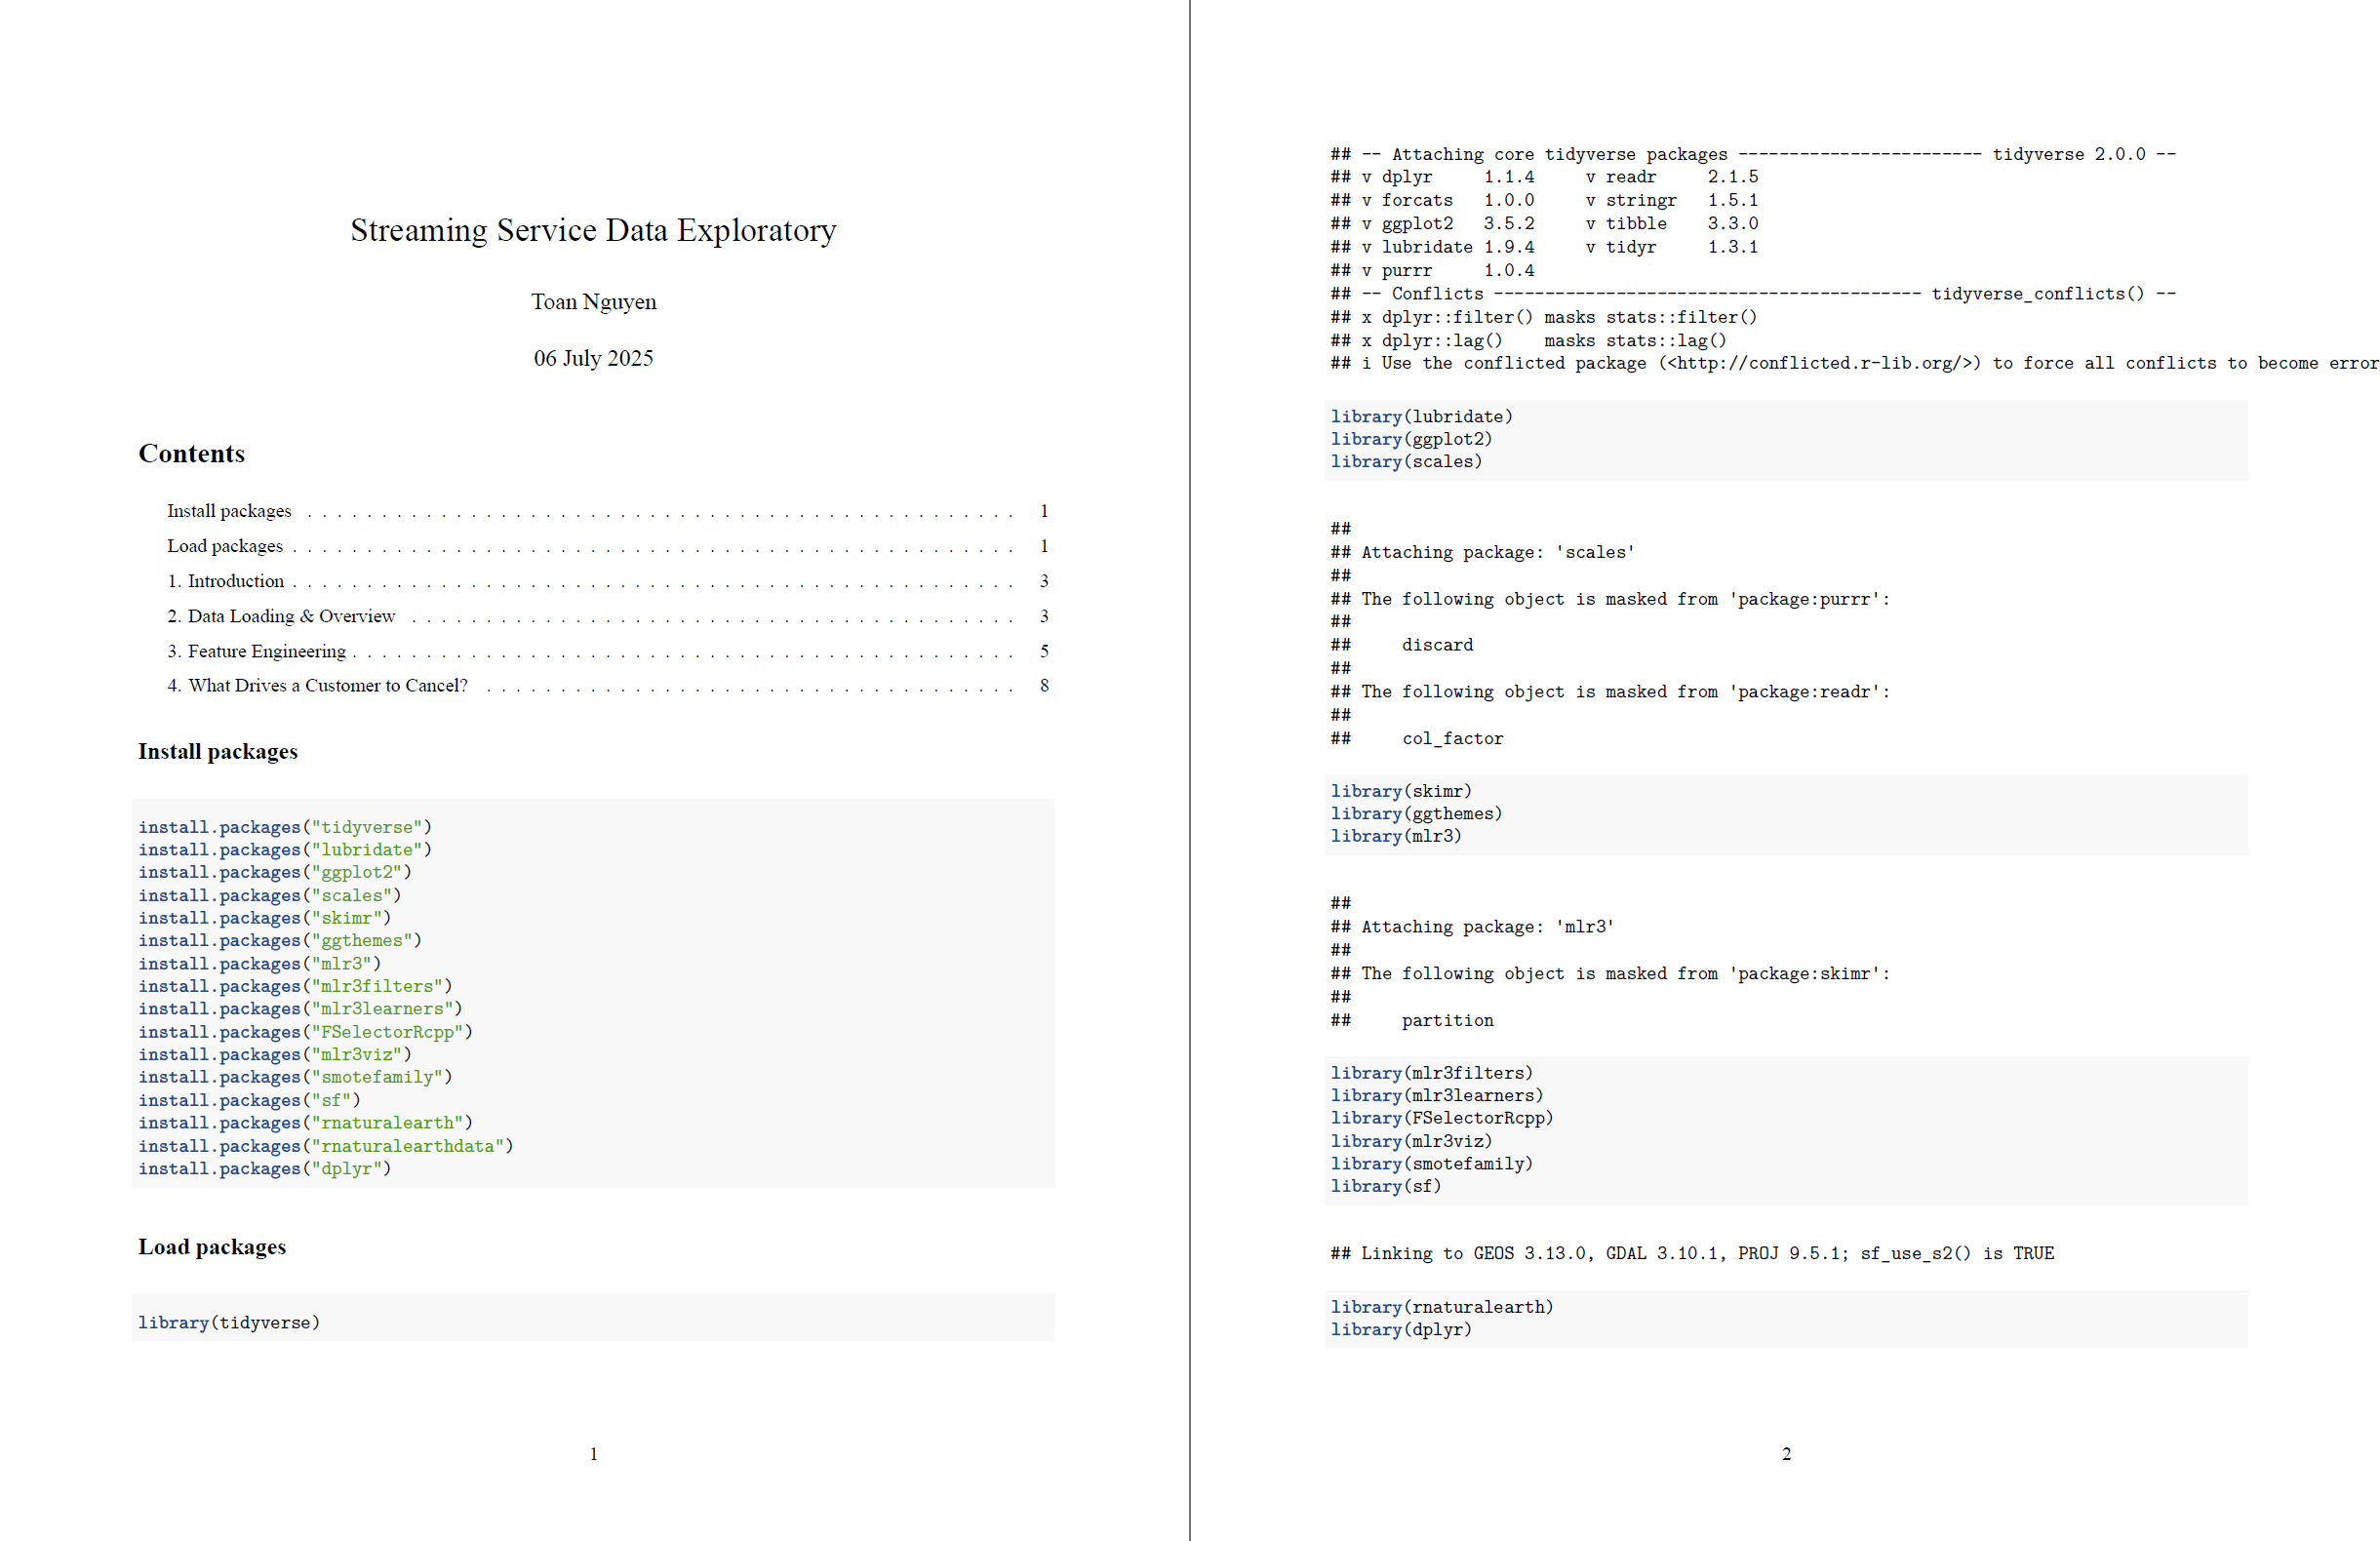 Streaming Service Data Exploratory
Toan Nguyen
06 July 2025
Contents
Install packages . . . . . . . . . . . . . . . . . . . . . . . . . . . . . . . . . . . . . . . . . . . . . . . . 1
Load packages . . . . . . . . . . . . . . . . . . . . . . . . . . . . . . . . . . . . . . . . . . . . . . . . . 1
1. Introduction . . . . . . . . . . . . . . . . . . . . . . . . . . . . . . . . . . . . . . . . . . . . . . . . . 3
2. Data Loading & Overview . . . . . . . . . . . . . . . . . . . . . . . . . . . . . . . . . . . . . . . . . 3
3. Feature Engineering . . . . . . . . . . . . . . . . . . . . . . . . . . . . . . . . . . . . . . . . . . . . . 5
4. What Drives a Customer to Cancel? . . . . . . . . . . . . . . . . . . . . . . . . . . . . . . . . . . . . 8
Install packages
install.packages("tidyverse")
install.packages("lubridate")
install.packages("ggplot2")
install.packages("scales")
install.packages("skimr")
install.packages("ggthemes")
install.packages("mlr3")
install.packages("mlr3filters")
install.packages("mlr3learners")
install.packages("FSelectorRcpp")
install.packages("mlr3viz")
install.packages("smotefamily")
install.packages("sf")
install.packages("rnaturalearth")
install.packages("rnaturalearthdata")
install.packages("dplyr")
Load packages
library(tidyverse)
1
## -- Attaching core tidyverse packages ------------------------ tidyverse 2.0.0 --
## v dplyr     1.1.4     v readr     2.1.5
## v forcats   1.0.0     v stringr   1.5.1
## v ggplot2   3.5.2     v tibble    3.3.0
## v lubridate 1.9.4     v tidyr     1.3.1
## v purrr     1.0.4
## -- Conflicts ------------------------------------------ tidyverse_conflicts() --
## x dplyr::filter() masks stats::filter()
## x dplyr::lag()    masks stats::lag()
## i Use the conflicted package (<http://conflicted.r-lib.org/>) to force all conflicts to become error
library(lubridate)
library(ggplot2)
library(scales)
##
## Attaching package: 'scales'
##
## The following object is masked from 'package:purrr':
##
##     discard
##
## The following object is masked from 'package:readr':
##
##     col_factor
library(skimr)
library(ggthemes)
library(mlr3)
##
## Attaching package: 'mlr3'
##
## The following object is masked from 'package:skimr':
##
##     partition
library(mlr3filters)
library(mlr3learners)
library(FSelectorRcpp)
library(mlr3viz)
library(smotefamily)
library(sf)
## Linking to GEOS 3.13.0, GDAL 3.10.1, PROJ 9.5.1; sf_use_s2() is TRUE
library(rnaturalearth)
library(dplyr)
2